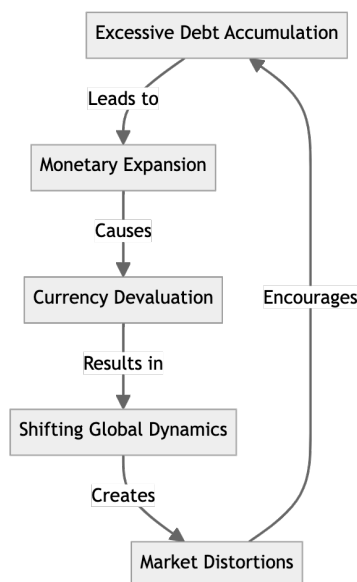 Excessive Debt Accumulation
Leads to
Monetary Expansion
Causes
Currency Devaluation
Encourages
Results in
Shifting Global Dynamics
Creates
Market Distortions